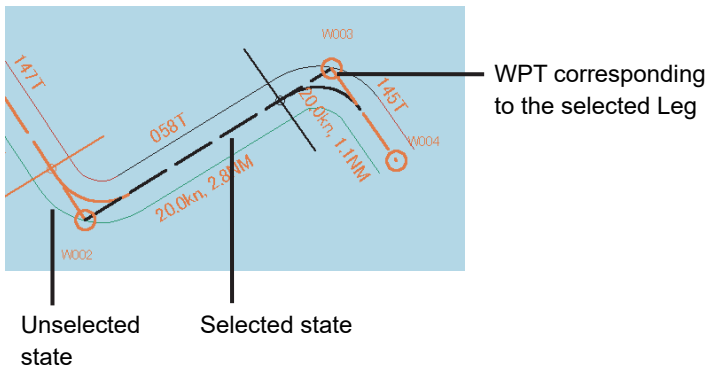 W003
147T
WPT corresponding
to the selected Leg
145T
058T
20.0kn, 1.1NM
W004
20.0kn, 2.8NM
W002
Unselected
state
Selected state